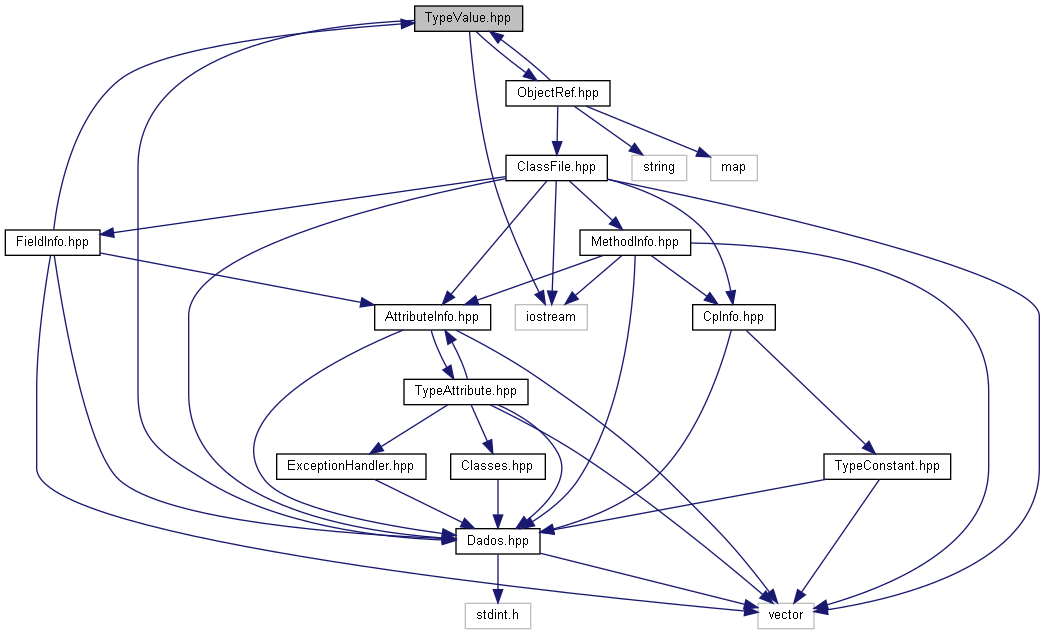 TypeValue.hpp
ObjectRef.hpp
ClassFile.hpp
string
map
FieldInfo.hpp
MethodInfo.hpp
AttributeInfo.hpp
iostream
CpInfo.hpp
TypeAttribute.hpp
ExceptionHandler.hpp
Classes.hpp
TypeConstant.hpp
Dados.hpp
stdint.h
vector